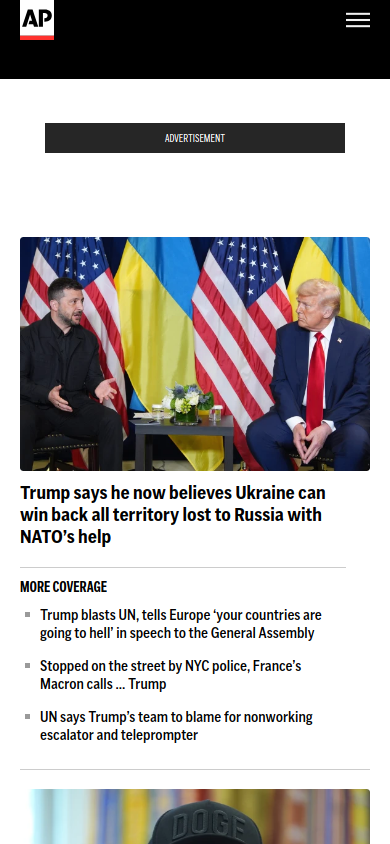 AP
ADVERTISEMENT
Trump says he now believes Ukraine can
win back all territory lost to Russia with
NATO’s help
MORE COVERAGE
Trump blasts UN, tells Europe ‘your countries are
going to hell’ in speech to the General Assembly
Stopped on the street by NYC police, France’s
Macron calls ... Trump
UN says Trump’s team to blame for nonworking
escalator and teleprompter
DOGE